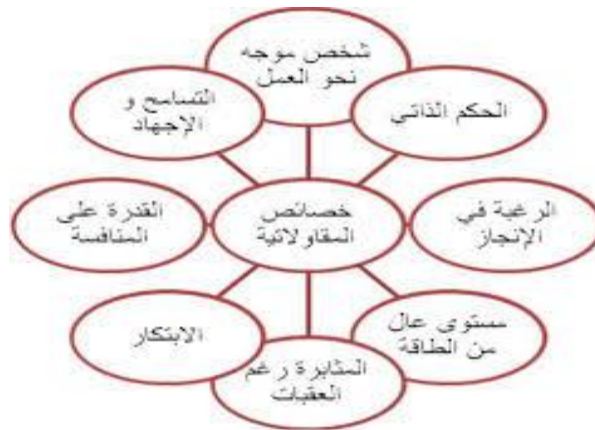 شخص موجه
نحو العمل
الحكم الذاتي
التسامح و
الإجهاد
الرغبة في
الإنجاز
خصائص
المقاولاتية
القدرة على
المنافسة
مستوى عال
من الطاقة
الابتكار
المثابرة رغم
العقبات